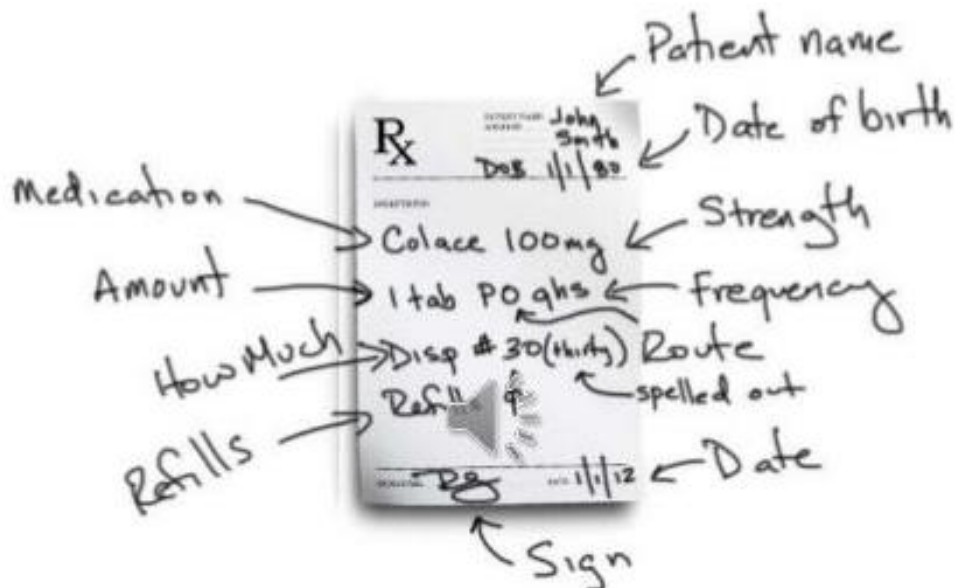 Patient name
John
Rx
Smith
Date of birth
DOB 1/1/80
Medication
Strength
Colace 100mg
Amount
1 tab PO qhs
Frequency
How Much
Disp # 30 (thirty)
Route
spelled out
Refills
Date
1/1/12
Sign